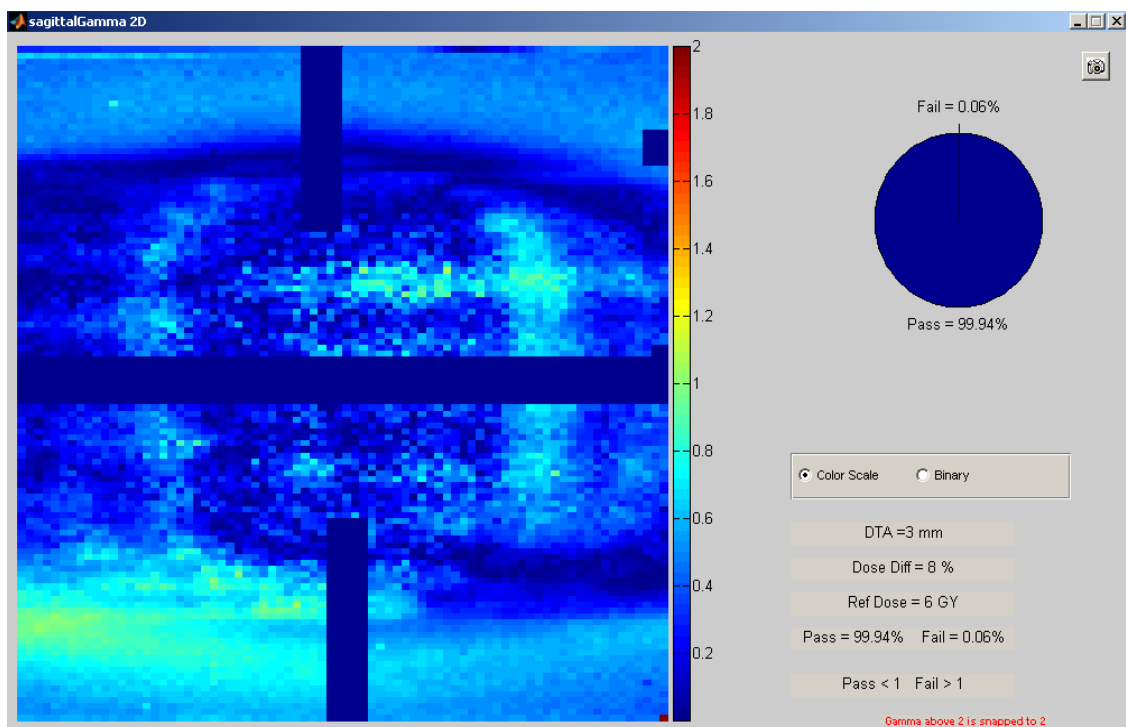 sagittalGamma 2D
2
1.8
1.6
1.4
1.2
1
0.8
0.6
0.4
0.2
Fail = 0.06%
Pass = 99.94%
Color Scale Binary
DTA =3 mm
Dose Diff = 8 %
Ref Dose = 6 GY
Pass = 99.94% Fail = 0.06%
Pass < 1 Fail > 1
Gamma above 2 is snapped to 2